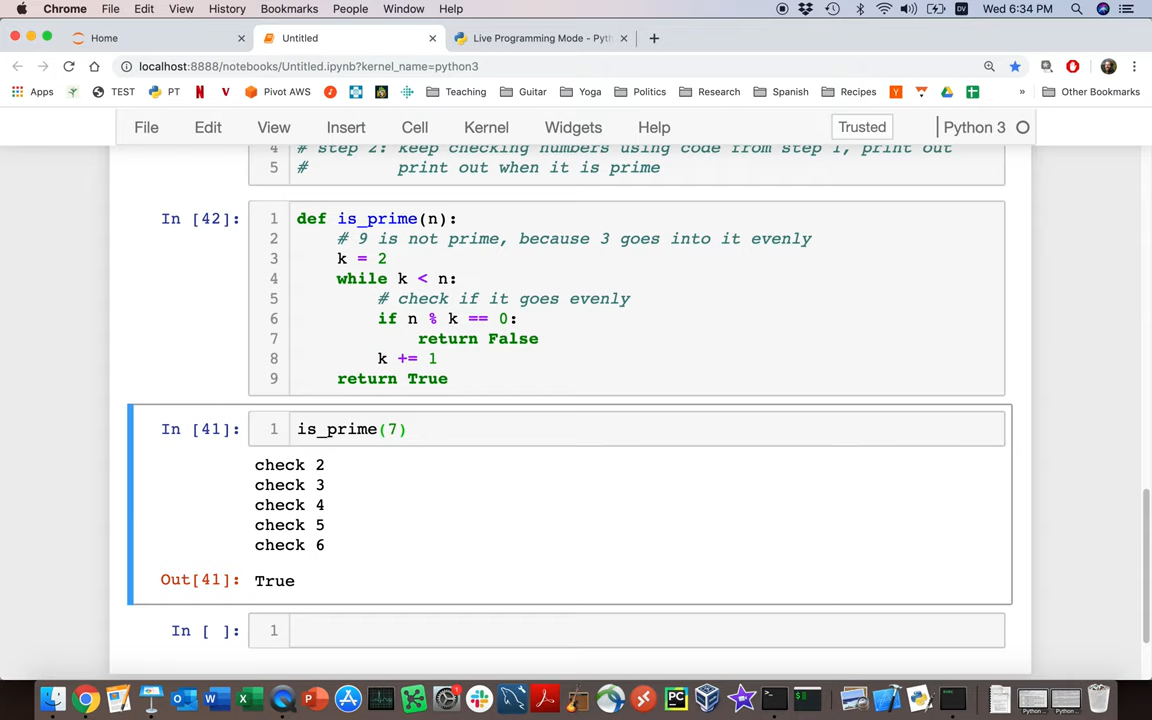 Chrome File Edit View History Bookmarks People Window Help Wed 6:34 PM
Home Untitled Live Programming Mode - Pyth
localhost:8888/notebooks/Untitled.ipynb?kernel_name=python3
Apps TEST PT Pivot AWS Teaching Guitar Yoga Politics Research Spanish Recipes » Other Bookmarks
File Edit View Insert Cell Kernel Widgets Help Trusted Python 3
4 # step 2: keep checking numbers using code from step 1, print out
5 # print out when it is prime
In [42]: 1 def is_prime(n):
2 # 9 is not prime, because 3 goes into it evenly
3 k = 2
4 while k < n:
5 # check if it goes evenly
6 if n % k == 0:
7 return False
8 k += 1
9 return True
In [41]: 1 is_prime(7)
check 2
check 3
check 4
check 5
check 6
Out[41]: True
In [ ]: 1